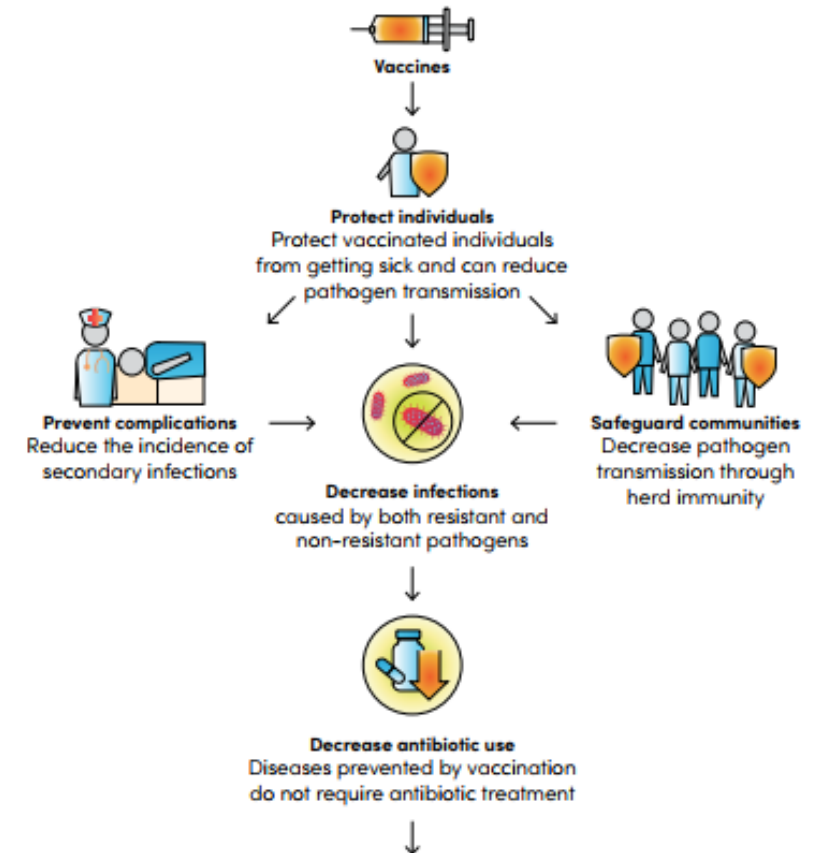 Vaccines
Protect individuals
Protect vaccinated individuals
from getting sick and can reduce
pathogen transmission
Prevent complications
Reduce the incidence of
secondary infections
Safeguard communities
Decrease pathogen
transmission through
herd immunity
Decrease infections
caused by both resistant and
non-resistant pathogens
Decrease antibiotic use
Diseases prevented by vaccination
do not require antibiotic treatment